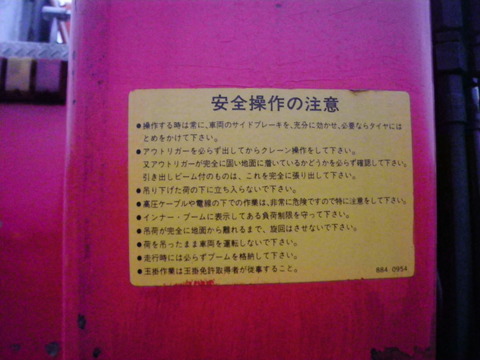 安全操作の注意
●操作する時は常に、車両のサイドブレーキを、充分に効かせ、必要ならタイヤには
とめをかけて下さい。
●アウトリガーを必らず出してからクレーン操作をして下さい。
又アウトリガーが完全に固い地面に着いているかどうかを必らず確認して下さい。
引き出しビーム付のものは、これを完全に張り出して下さい。
●吊り下げた荷の下に立ち入らないで下さい。
●高圧ケーブルや電線の下での作業は、非常に危険ですので特に注意をして下さい。
●インナー・ブームに表示してある負荷制限を守って下さい。
●吊荷が完全に地面から離れるまで、旋回はさせないで下さい。
●荷を吊ったまま車両を運転しないで下さい。
●走行時には必らずブームを格納して下さい。
●玉掛作業は玉掛免許取得者が従事すること。
884 0954